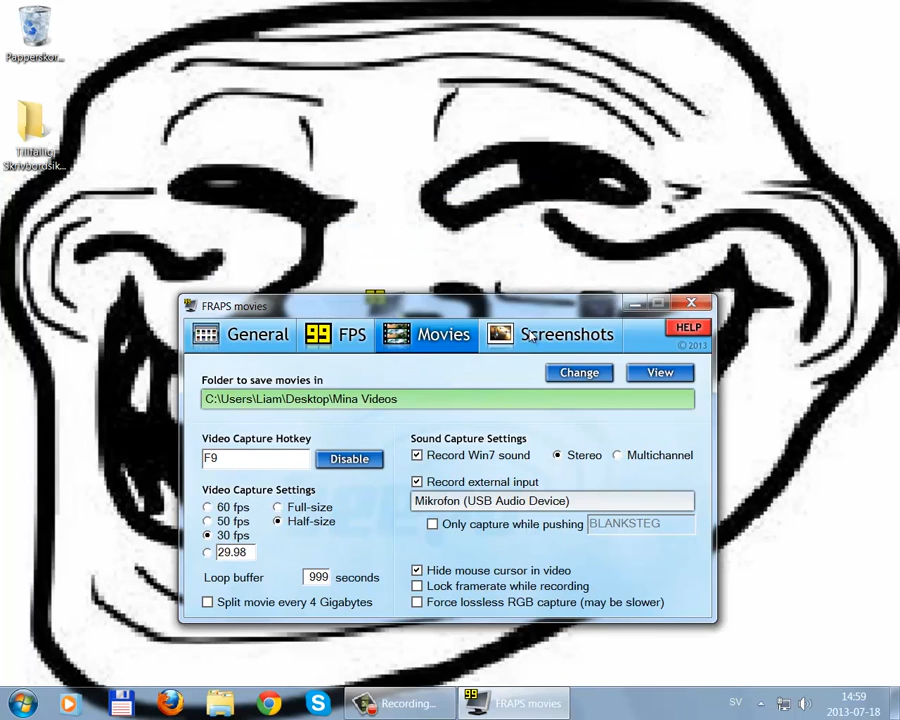 Papperskor...
Tillfällig
Skrivbordsik...
FRAPS movies
General
99
FPS
Movies
Screenshots
HELP
© 2013
Folder to save movies in
Change
View
C:\Users\Liam\Desktop\Mina Videos
Video Capture Hotkey
F9
Disable
Video Capture Settings
60 fps
Full-size
50 fps
Half-size
30 fps
29.98
Loop buffer
999
seconds
Split movie every 4 Gigabytes
Sound Capture Settings
Record Win7 sound
Stereo
Multichannel
Record external input
Mikrofon (USB Audio Device)
Only capture while pushing
BLANKSTEG
Hide mouse cursor in video
Lock framerate while recording
Force lossless RGB capture (may be slower)
Recording...
99
FRAPS movies
SV
14:59
2013-07-18